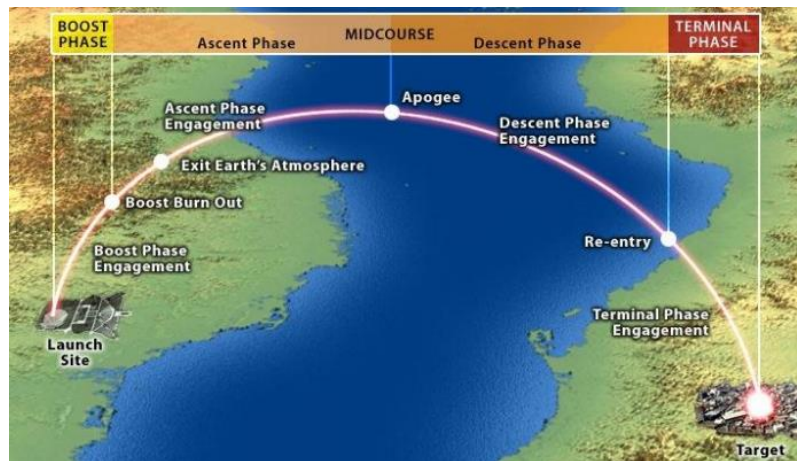 BOOST
PHASE
Ascent Phase
MIDCOURSE
Descent Phase
TERMINAL
PHASE
Apogee
Ascent Phase
Engagement
Descent Phase
Engagement
Exit Earth's Atmosphere
Boost Burn Out
Re-entry
Boost Phase
Engagement
Terminal Phase
Engagement
Launch
Site
Target